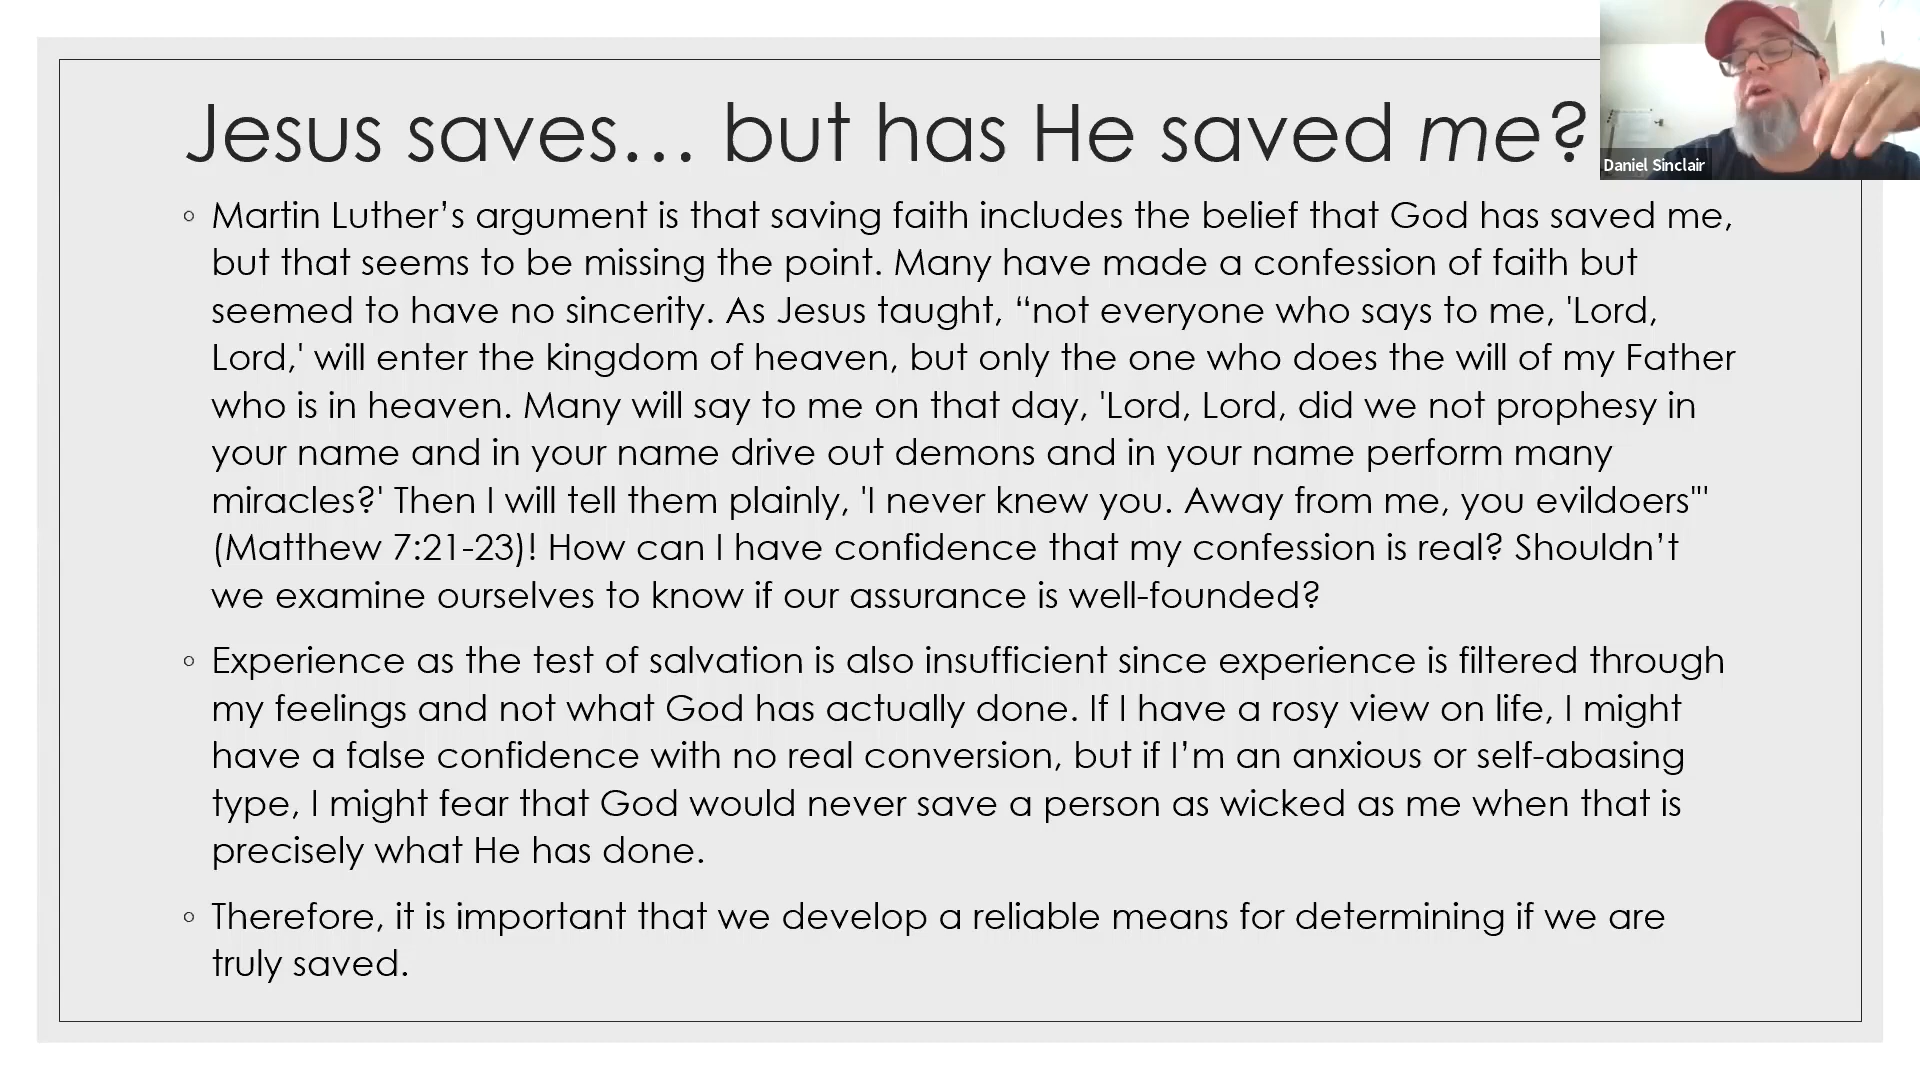 Jesus saves… but has He saved me?
Daniel Sinclair
◦ Martin Luther’s argument is that saving faith includes the belief that God has saved me,
but that seems to be missing the point. Many have made a confession of faith but
seemed to have no sincerity. As Jesus taught, “not everyone who says to me, 'Lord,
Lord,' will enter the kingdom of heaven, but only the one who does the will of my Father
who is in heaven. Many will say to me on that day, 'Lord, Lord, did we not prophesy in
your name and in your name drive out demons and in your name perform many
miracles?' Then I will tell them plainly, 'I never knew you. Away from me, you evildoers"'
(Matthew 7:21-23)! How can I have confidence that my confession is real? Shouldn’t
we examine ourselves to know if our assurance is well-founded?
◦ Experience as the test of salvation is also insufficient since experience is filtered through
my feelings and not what God has actually done. If I have a rosy view on life, I might
have a false confidence with no real conversion, but if I’m an anxious or self-abasing
type, I might fear that God would never save a person as wicked as me when that is
precisely what He has done.
◦ Therefore, it is important that we develop a reliable means for determining if we are
truly saved.